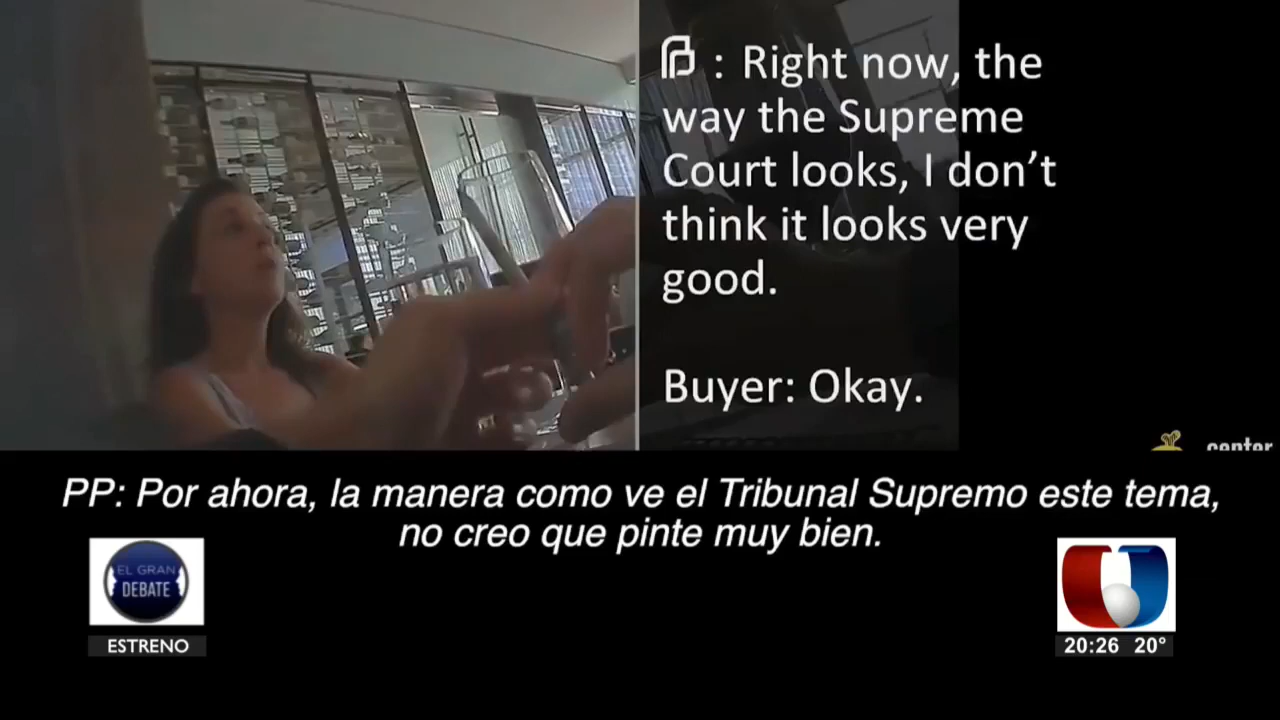 : Right now, the
way the Supreme
Court looks, I don't
think it looks very
good.
Buyer: Okay.
center
PP: Por ahora, la manera como ve el Tribunal Supremo este tema,
no creo que pinte muy bien.
EL GRAN
DEBATE
ESTRENO
20:26 20°